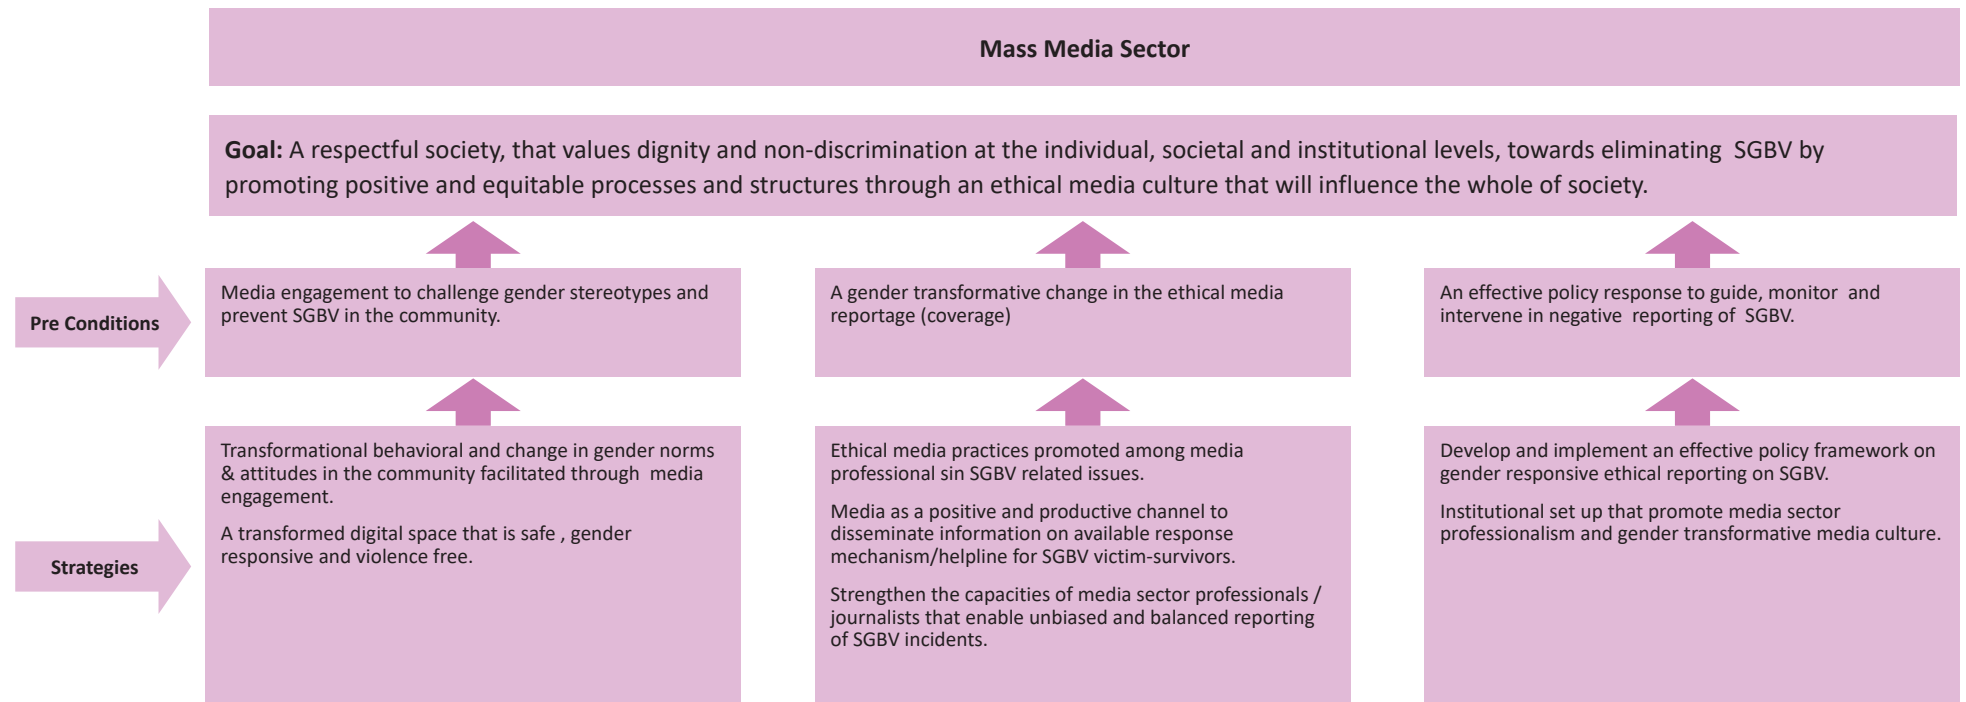 Mass Media Sector
Goal: A respectful society, that values dignity and non-discrimination at the individual, societal and institutional levels, towards eliminating SGBV by
promoting positive and equitable processes and structures through an ethical media culture that will influence the whole of society.
Pre Conditions
Media engagement to challenge gender stereotypes and
prevent SGBV in the community.
A gender transformative change in the ethical media
reportage (coverage)
An effective policy response to guide, monitor and
intervene in negative reporting of SGBV.
Strategies
Transformational behavioral and change in gender norms
& attitudes in the community facilitated through media
engagement.
A transformed digital space that is safe , gender
responsive and violence free.
Ethical media practices promoted among media
professional sin SGBV related issues.
Media as a positive and productive channel to
disseminate information on available response
mechanism/helpline for SGBV victim-survivors.
Strengthen the capacities of media sector professionals /
journalists that enable unbiased and balanced reporting
of SGBV incidents.
Develop and implement an effective policy framework on
gender responsive ethical reporting on SGBV.
Institutional set up that promote media sector
professionalism and gender transformative media culture.